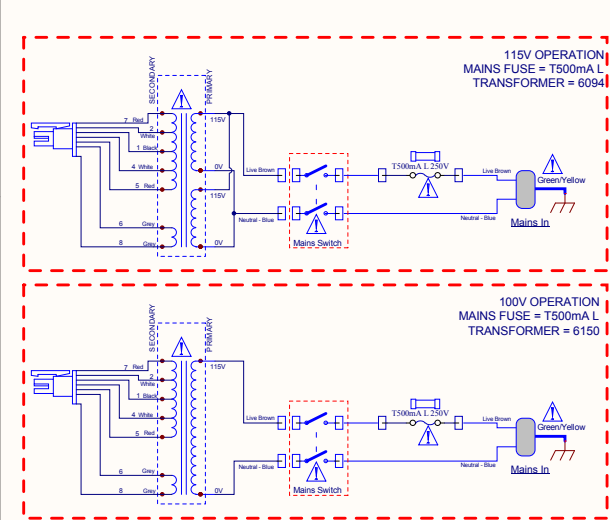 115V OPERATION
MAINS FUSE = T500mA L
TRANSFORMER = 6094
SECONDARY
PRIMARY
7 Red
115V
2
White
1 Black
4 White
0V
5 Red
115V
6 Grey
8 Grey
0V
Live Brown
Neutral - Blue
Mains Switch
T500mA L 250V
Live Brown
Neutral - Blue
Green/Yellow
Mains In
100V OPERATION
MAINS FUSE = T500mA L
TRANSFORMER = 6150
SECONDARY
PRIMARY
7 Red
115V
2
White
1 Black
4 White
5 Red
6 Grey
8 Grey
0V
Live Brown
Neutral - Blue
Mains Switch
T500mA L 250V
Live Brown
Neutral - Blue
Green/Yellow
Mains In